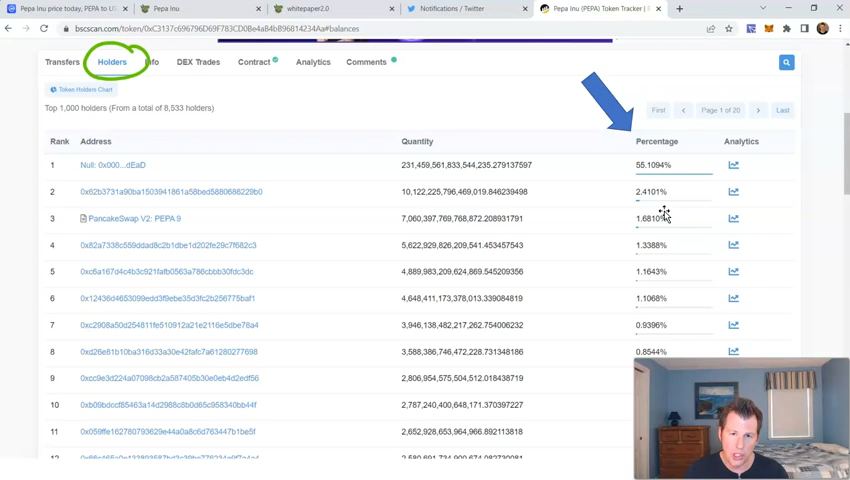 Pepa Inu price today, PEPA to U! Pepa Inu whitepaper2.0 Notifications / Twitter Pepa Inu (PEPA) Token Tracker |
bscscan.com/token/0xC3137c696796D69F783CD0Be4aB4bB96814234Aa#balances
Transfers Holders Info DEX Trades Contract Analytics Comments
Token Holders Chart
Top 1,000 holders (From a total of 8,533 holders)
First Page 1 of 20 Last
Rank Address Quantity Percentage Analytics
1 Null: 0x000...dEaD 231,459,561,833,544,235.279137597 55.1094%
2 0x62b3731a90ba1503941861a58bed5880686229b0 10,122,225,796,469,019.846239498 2.4101%
3 PancakeSwap V2: PEPA 9 7,060,397,769,768,872.208931791 1.6810%
4 0x82a7338c559ddad8c2b1dbe1d202fe29c7f682c3 5,622,929,826,209,541.453457543 1.3388%
5 0xc6a167d4c4b3c921fafb0563a786cbbb30fdc3dc 4,889,983,209,624,869.545209356 1.1643%
6 0x12436d4653099edd3f9ebe35d3fc2b256775baf1 4,648,411,173,378,013.339084819 1.1068%
7 0xc2908a50d254811fe510912a21e2116e5dbe78a4 3,946,138,482,217,262.754006232 0.9396%
8 0xd26e81b10ba316d33a30e42fafc7a61280277698 3,588,386,746,472,228.731348186 0.8544%
9 0xcc9e3d224a07098cb2a587405b30e0eb4d2edf56 2,806,954,575,504,512.018438719
10 0xb09bdccf85463a14d2988c8b0d65c958340bb44f 2,787,240,400,648,171.370397227
11 0x059ffe162780793629e44a0a8c6d763447b1be5f 2,652,928,653,964,966.892113818
12